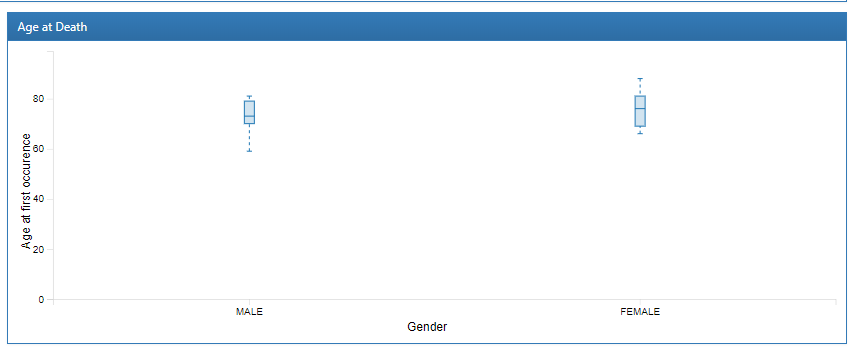 Age at Death
Age at first occurence
80
60
40
20
0
MALE
FEMALE
Gender